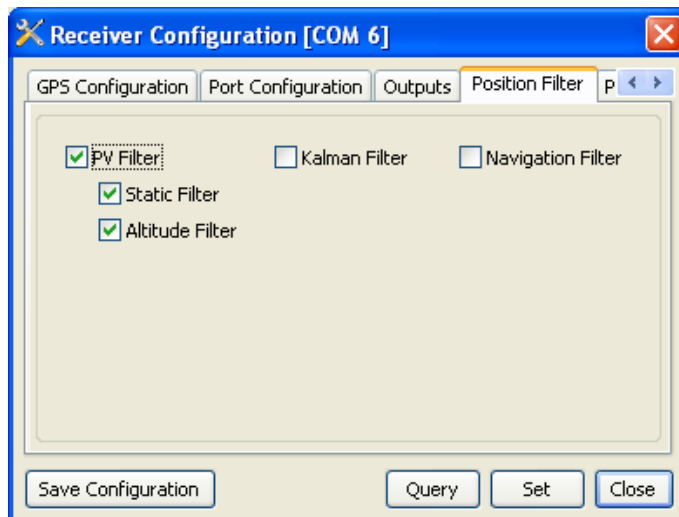 Receiver Configuration [COM 6]
GPS Configuration Port Configuration Outputs Position Filter P
PV Filter Kalman Filter Navigation Filter
Static Filter
Altitude Filter
Save Configuration Query Set Close